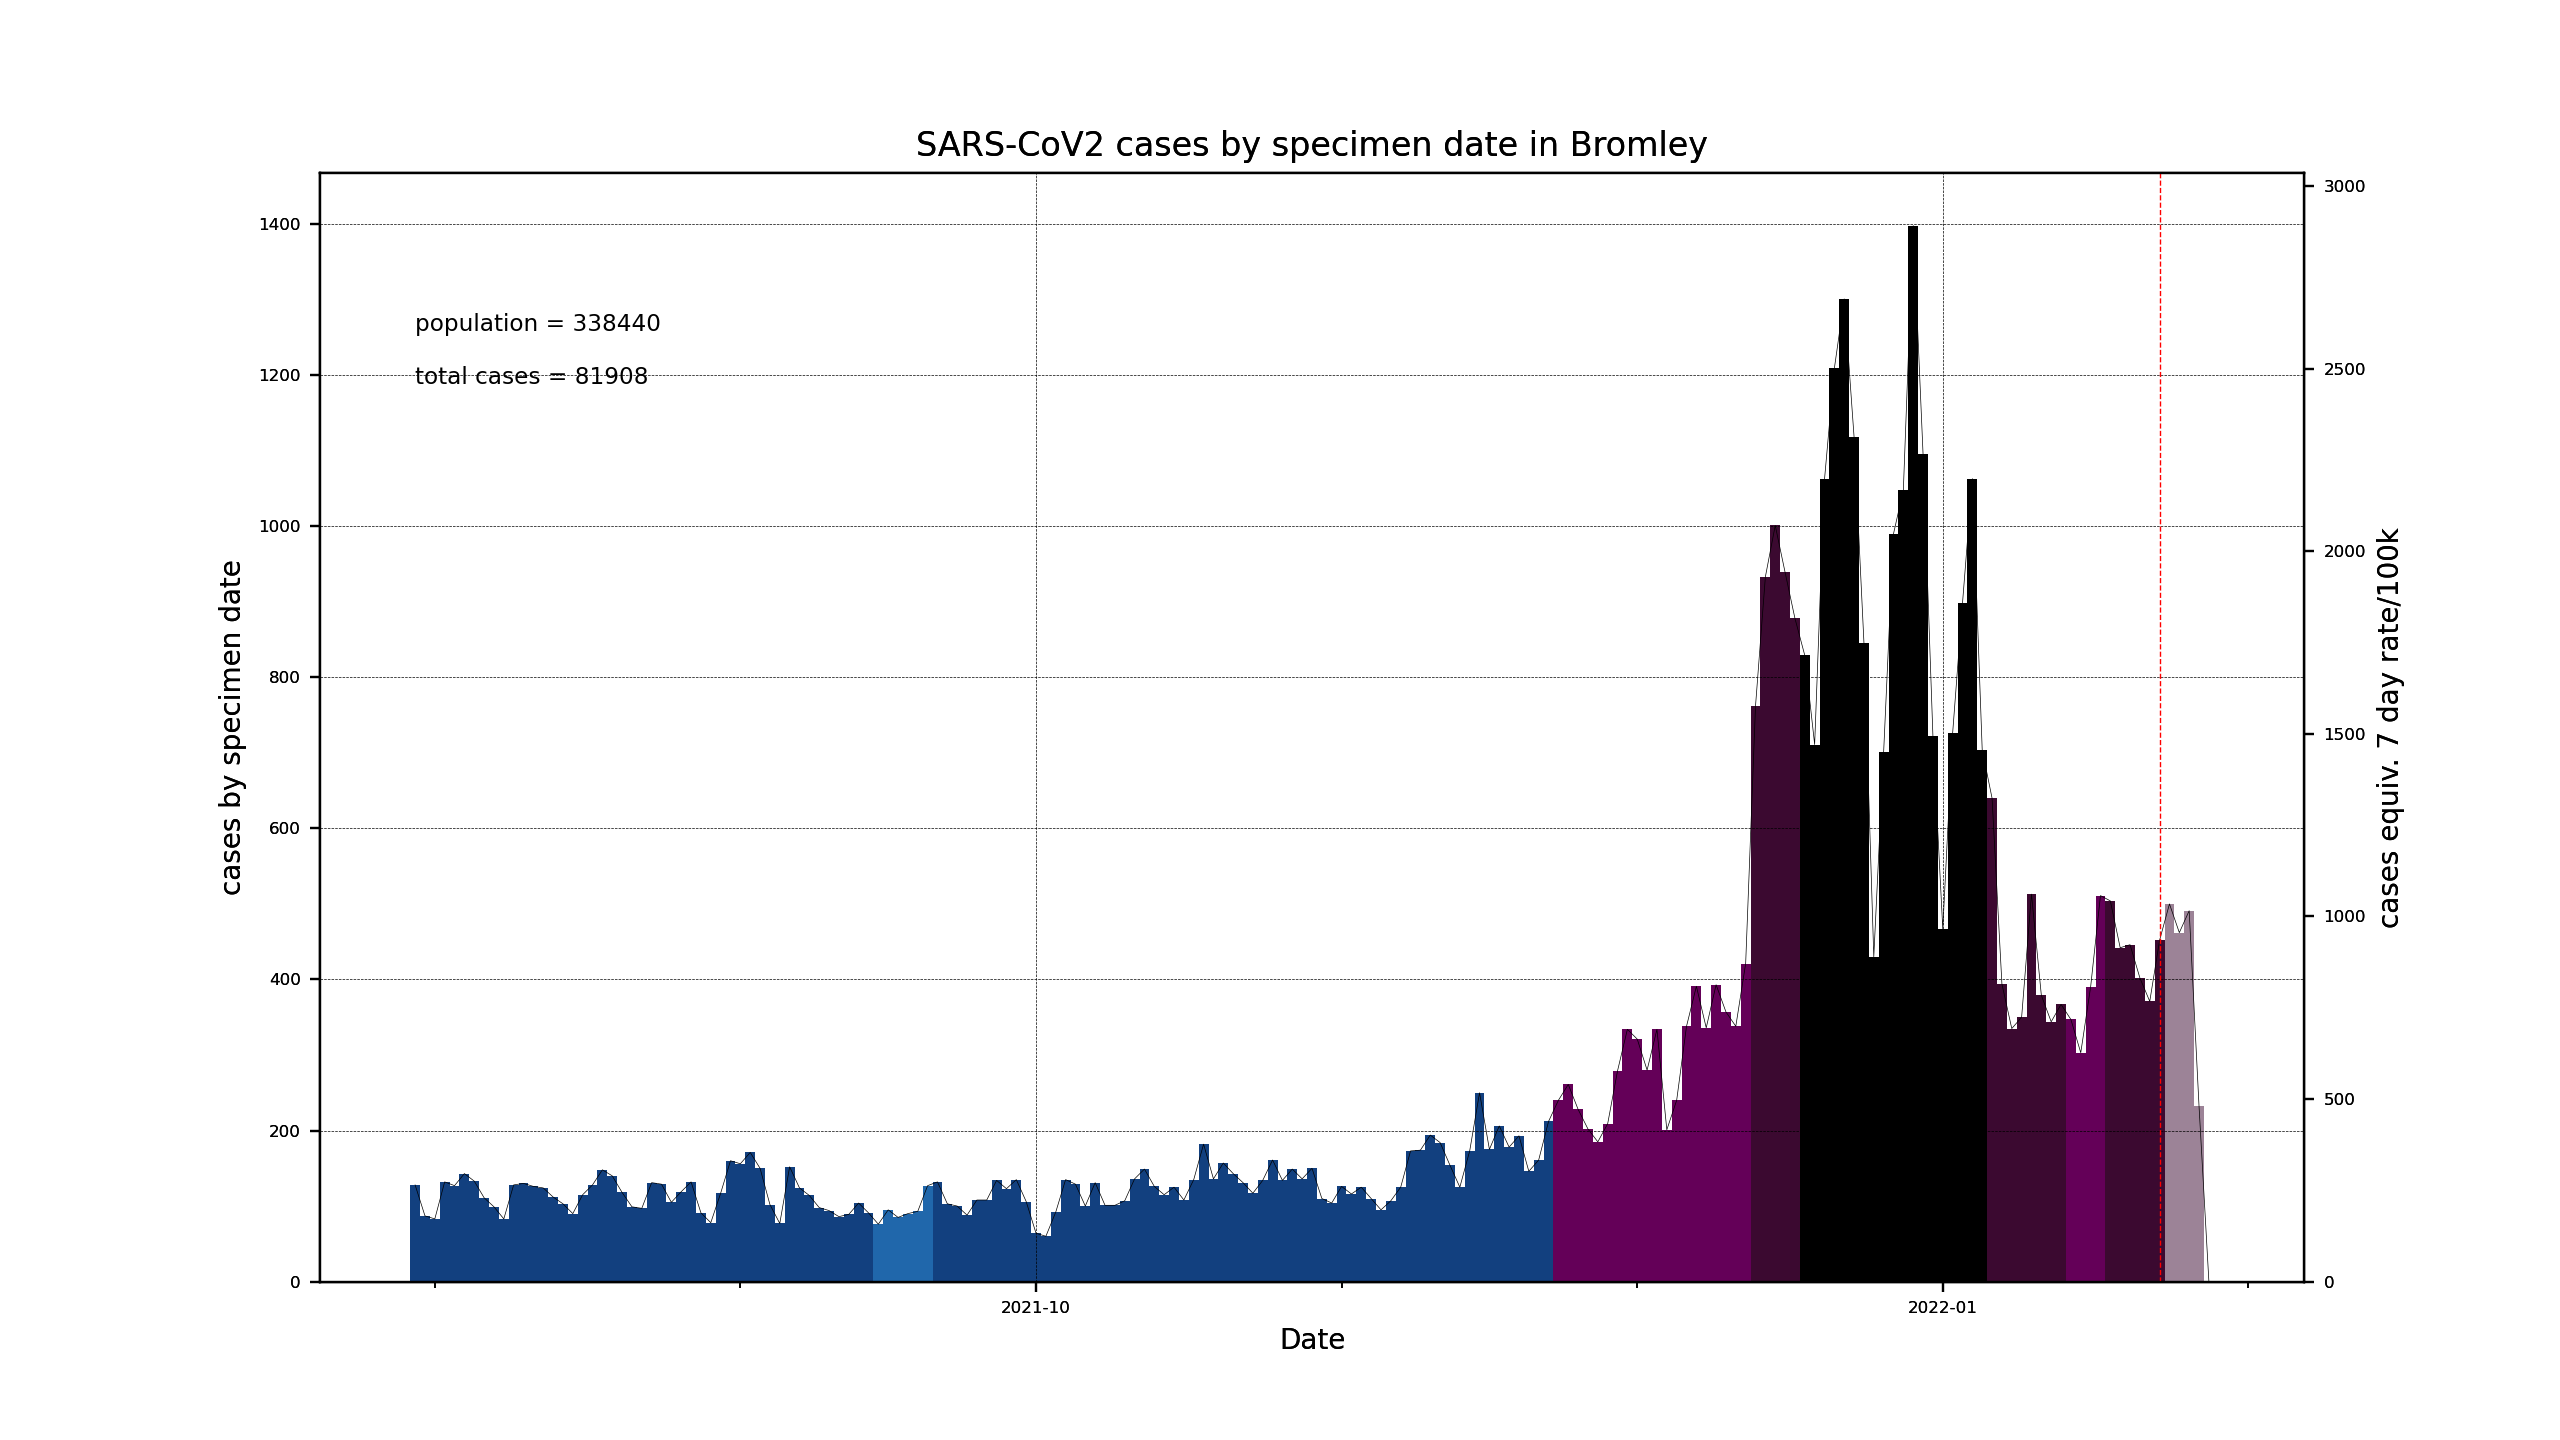 SARS-CoV2 cases by specimen date in Bromley
population = 338440
total cases = 81908
cases by specimen date
1400
1200
1000
800
600
400
200
0
3000
2500
2000
1500
1000
500
0
cases equiv. 7 day rate/100k
2021-10
2022-01
Date